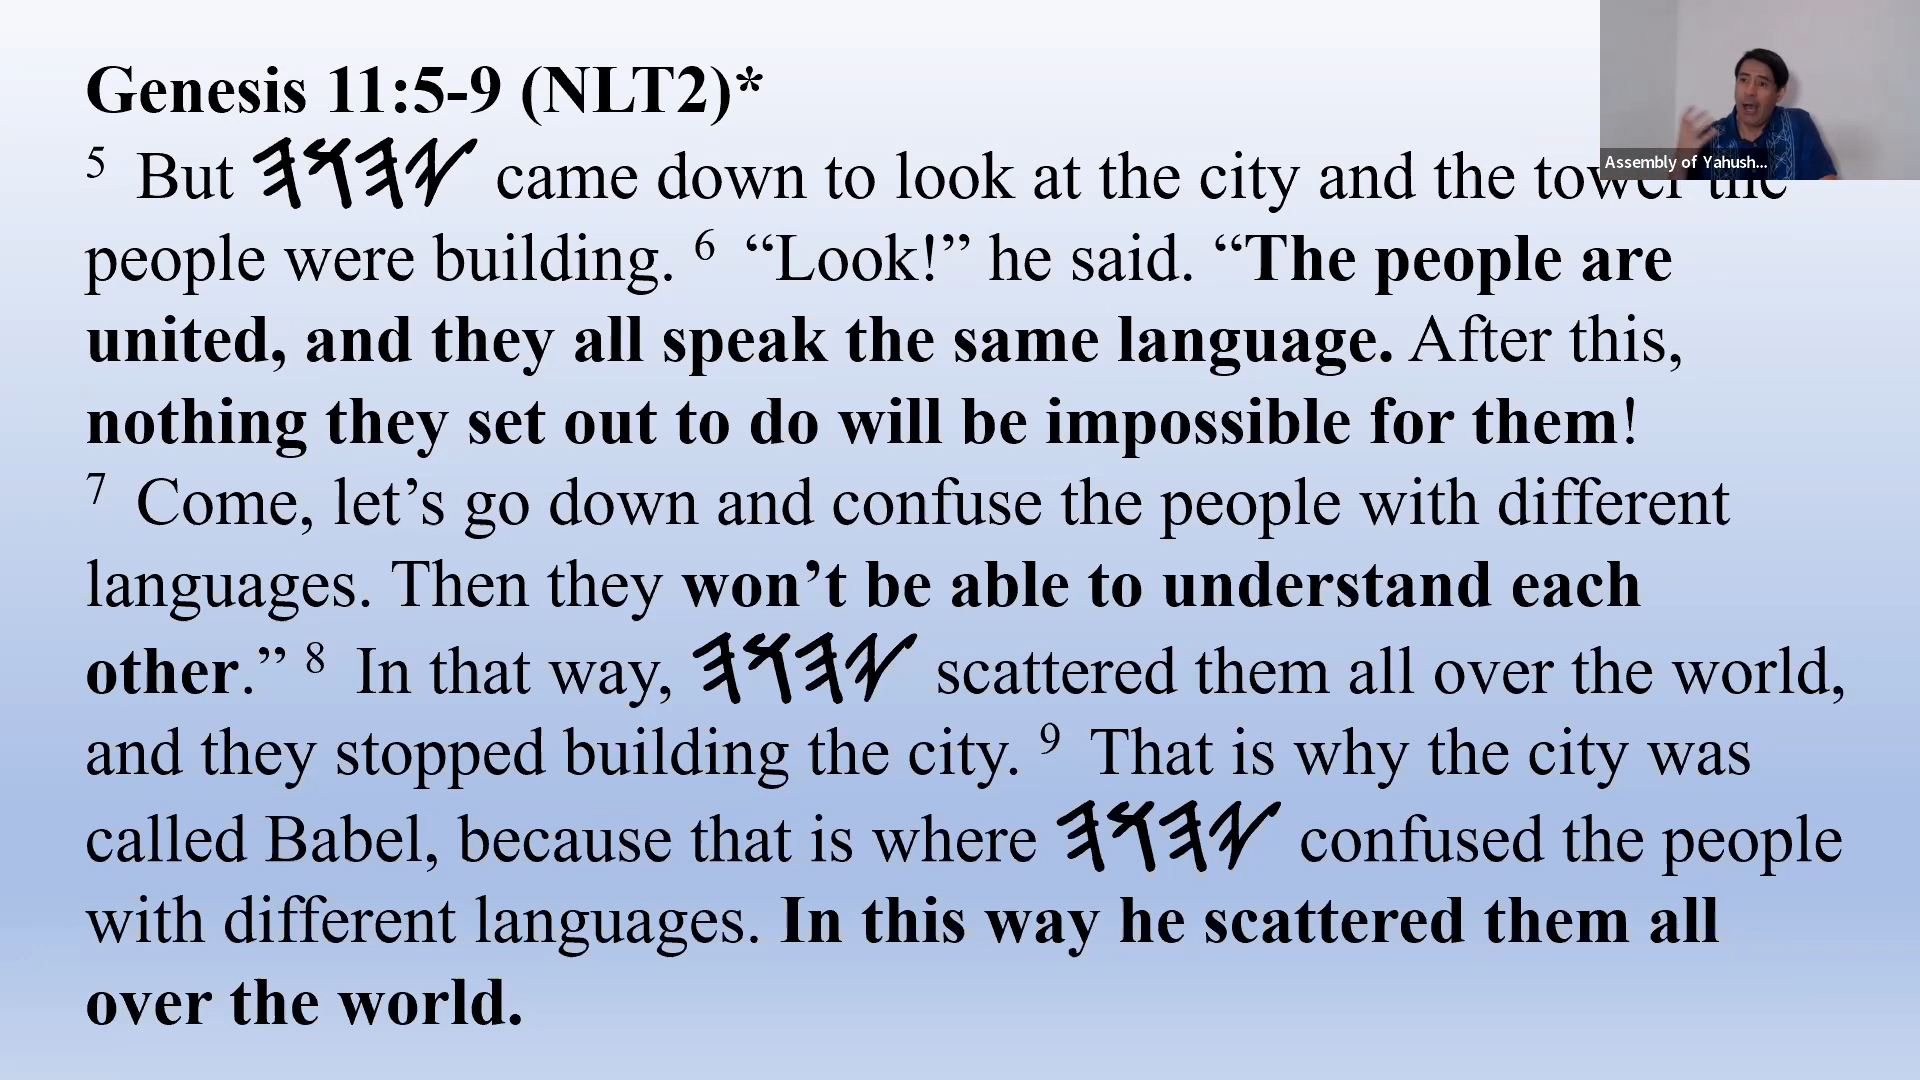 Genesis 11:5-9 (NLT2)*
5 But 𐤉𐤄𐤅𐤄 came down to look at the city and the tower the
people were building. 6 “Look!” he said. “The people are
united, and they all speak the same language. After this,
nothing they set out to do will be impossible for them!
7 Come, let’s go down and confuse the people with different
languages. Then they won’t be able to understand each
other.” 8 In that way, 𐤉𐤄𐤅𐤄 scattered them all over the world,
and they stopped building the city. 9 That is why the city was
called Babel, because that is where 𐤉𐤄𐤅𐤄 confused the people
with different languages. In this way he scattered them all
over the world.
Assembly of Yahush...